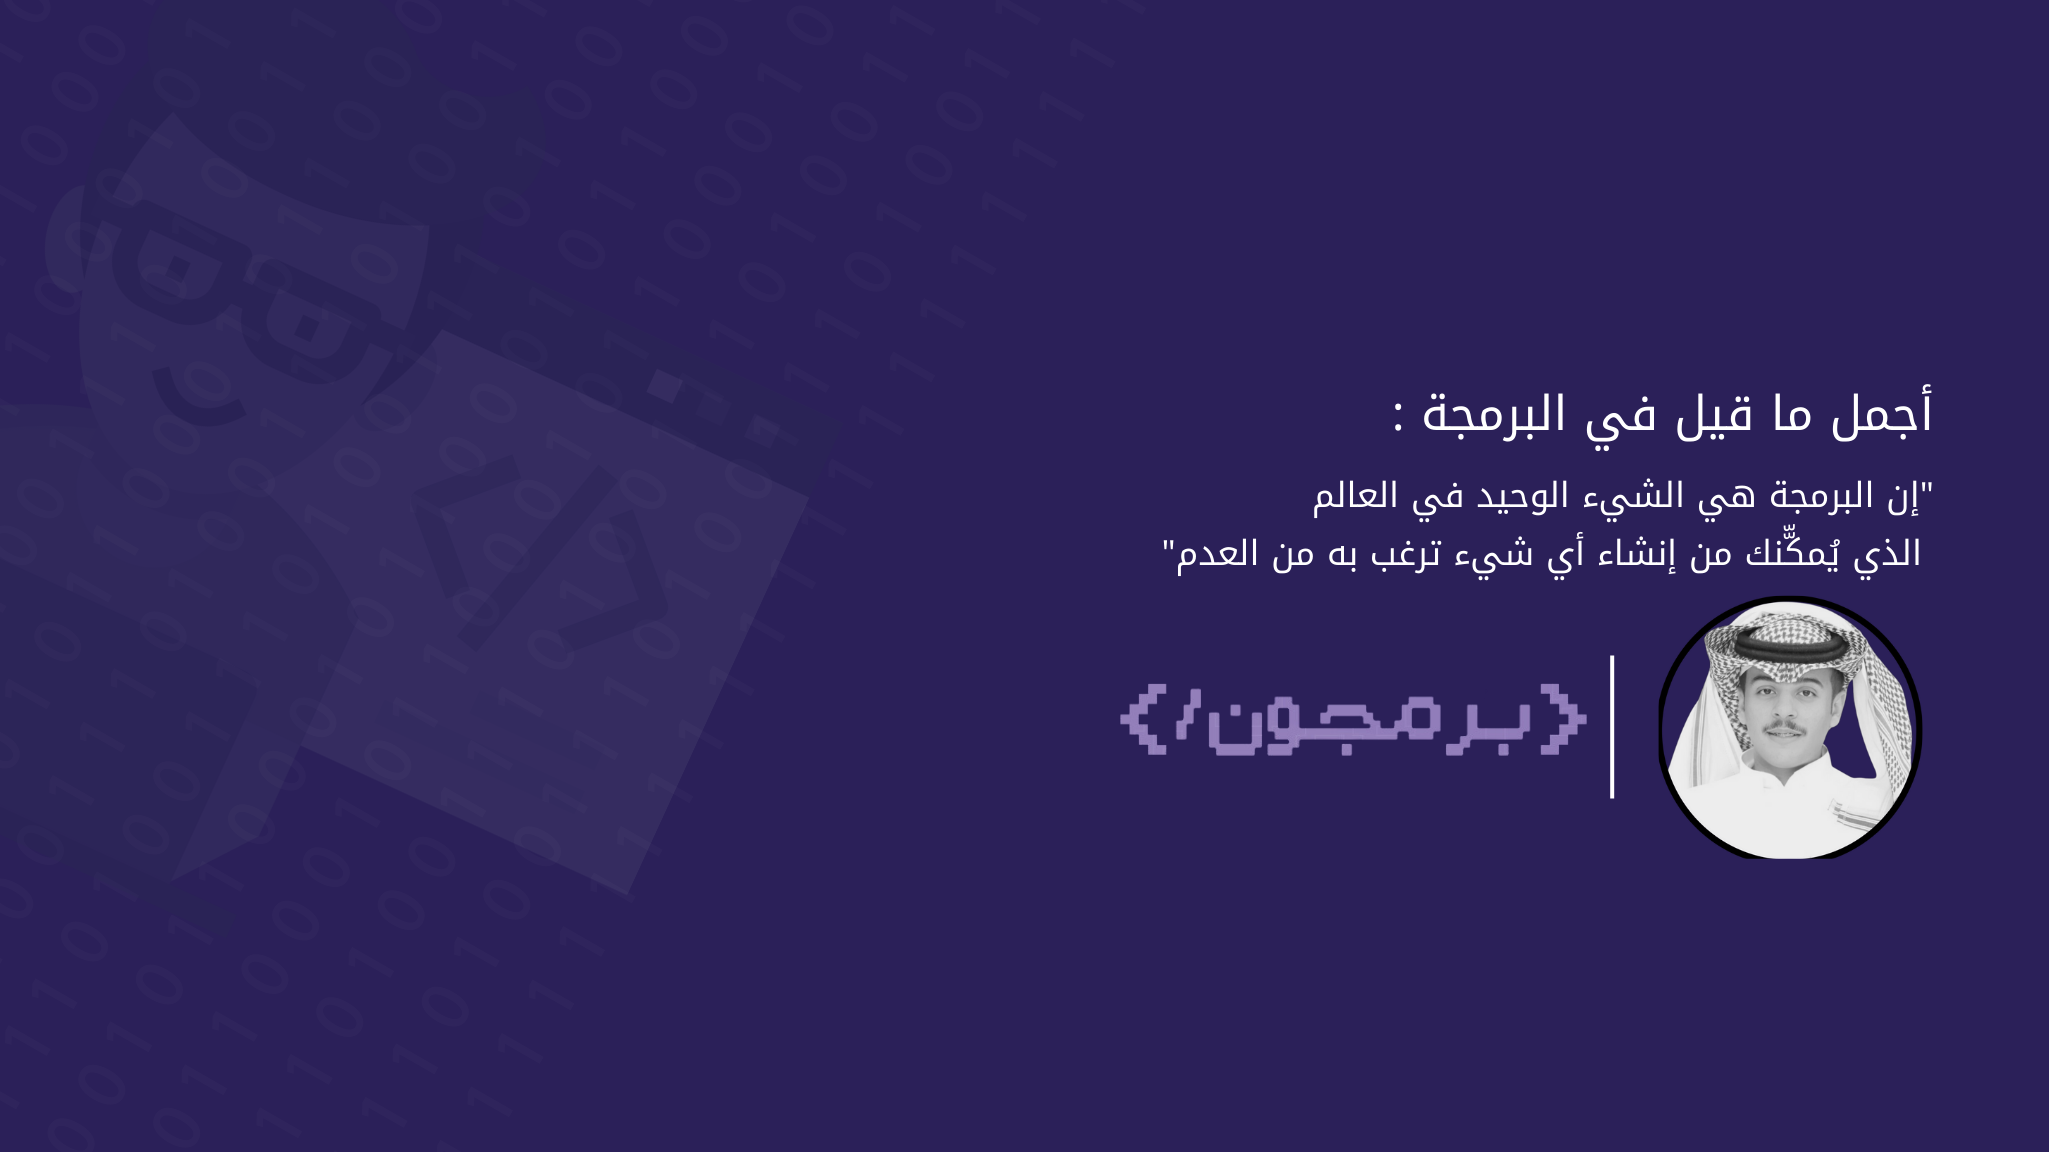 أجمل ما قيل في البرمجة :
"إن البرمجة هي الشيء الوحيد في العالم
الذي يُمكّنك من إنشاء أي شيء ترغب به من العدم"
<برمجون/>